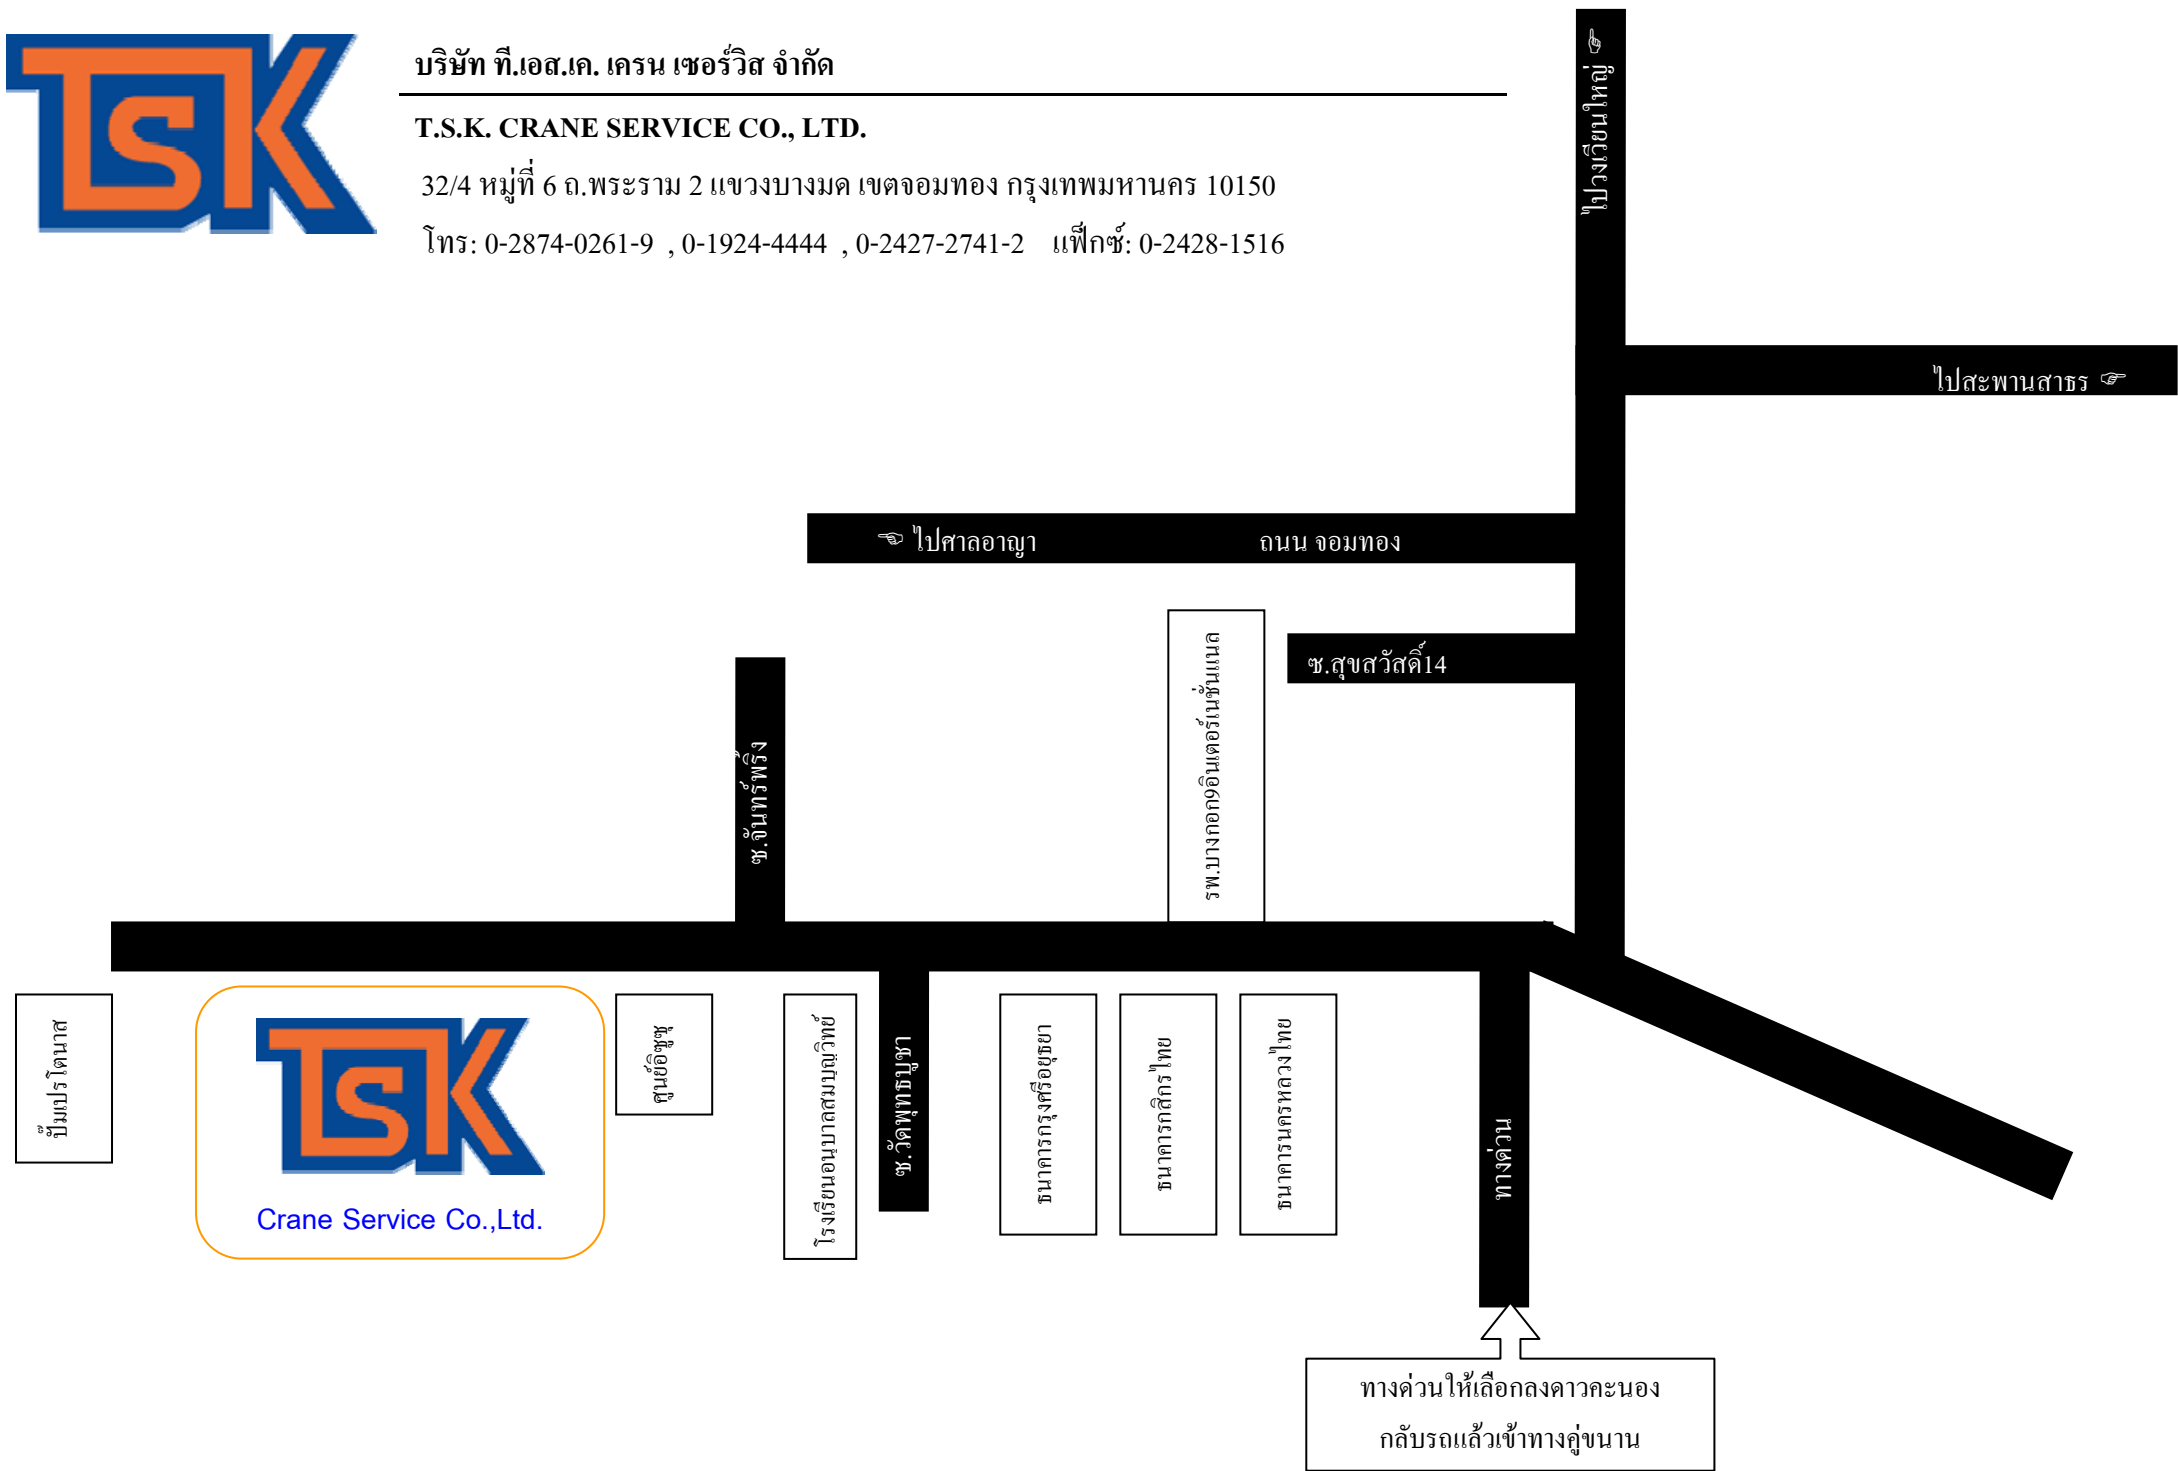 TSK
บริษัท ที.เอส.เค. เครน เซอร์วิส จำกัด
T.S.K. CRANE SERVICE CO., LTD.
32/4 หมู่ที่ 6 ถ.พระราม 2 แขวงบางมด เขตจอมทอง กรุงเทพมหานคร 10150
โทร: 0-2874-0261-9 , 0-1924-4444 , 0-2427-2741-2 แฟ็กซ์: 0-2428-1516
ไปวงเวียนใหญ่ ☞
ไปสะพานสาธร ☞
☜ ไปศาลอาญา
ถนน จอมทอง
ซ.สุขสวัสดิ์14
รพ.บางกอก9อินเตอร์เนชั่นแนล
ซ.จันทร์พริ้ง
ปั๊มเปรโตนาส
TSK
Crane Service Co.,Ltd.
ศูนย์อิซูซุ
โรงเรียนอนุบาลสมบุญวิทย์
ซ.วัดพุทธบูชา
ธนาคารกรุงศรีอยุธยา
ธนาคารกสิกรไทย
ธนาคารนครหลวงไทย
ทางด่วน
ทางด่วนให้เลือกลงดาวคะนอง
กลับรถแล้วเข้าทางคู่ขนาน